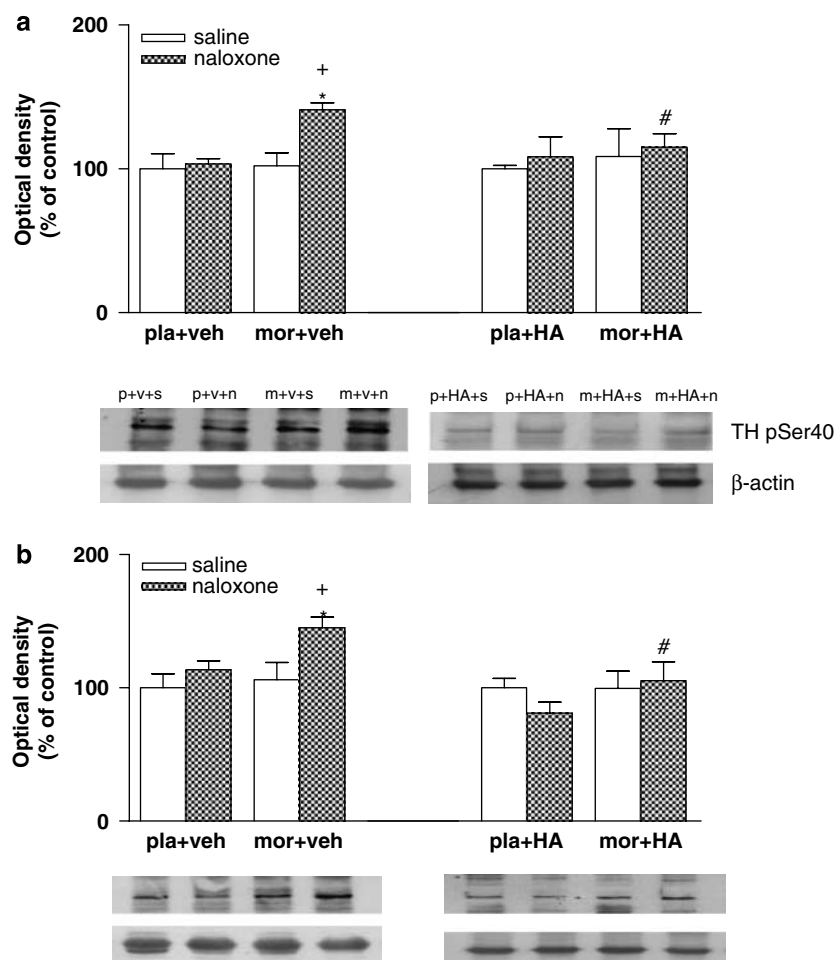 a
200
100
0
Optical density
(% of control)
saline
naloxone
+
*
#
pla+veh mor+veh pla+HA mor+HA
p+v+s p+v+n m+v+s m+v+n p+HA+s p+HA+n m+HA+s m+HA+n
TH pSer40
β-actin
b
200
100
0
Optical density
(% of control)
saline
naloxone
+
*
#
pla+veh mor+veh pla+HA mor+HA